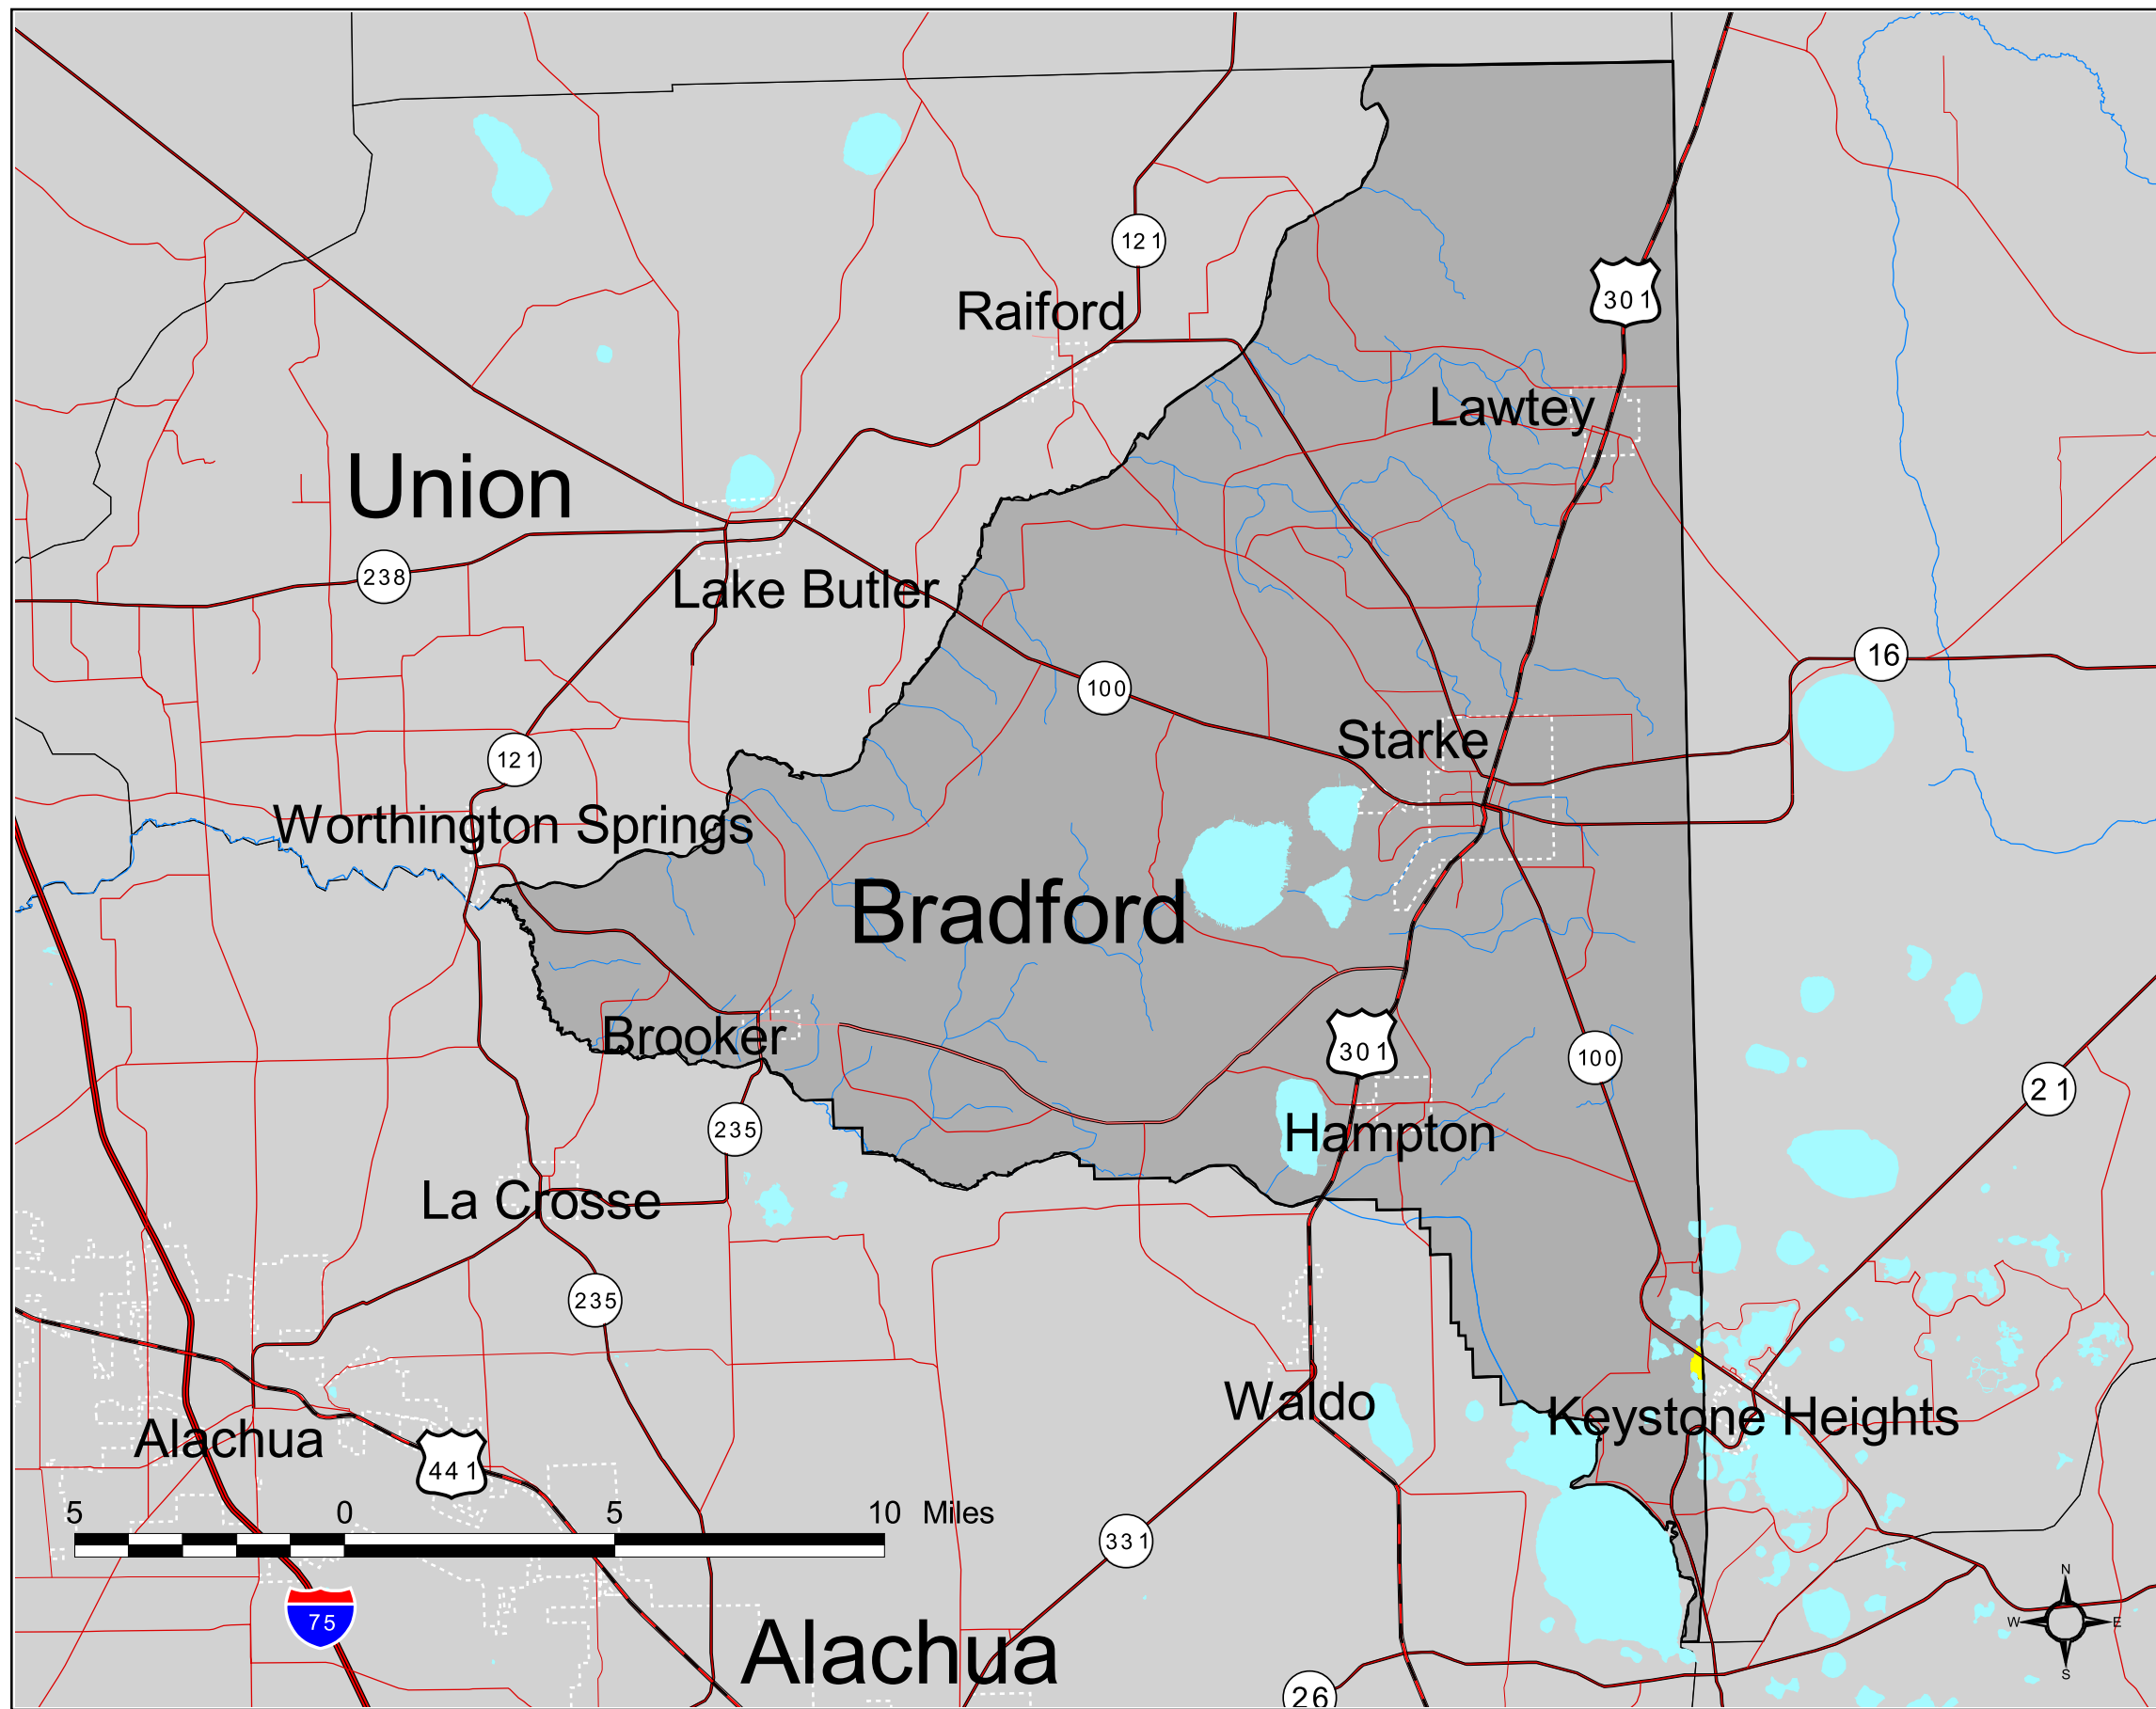 121
Raiford
301
Lawtey
Union
238
Lake Butler
16
100
Starke
121
Worthington Springs
Bradford
Brooker
301
100
21
235
Hampton
La Crosse
235
Waldo
Keystone Heights
Alachua
441
5 0 5 10 Miles
331
75
Alachua
N
W E
S
26